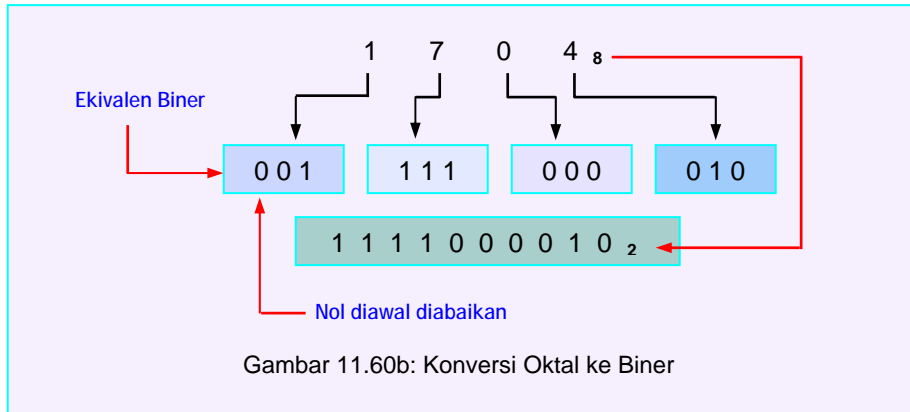 1 7 0 4 8
Ekivalen Biner
0 0 1 1 1 1 0 0 0 0 1 0
1 1 1 1 0 0 0 0 1 0 2
Nol diawal diabaikan
Gambar 11.60b: Konversi Oktal ke Biner